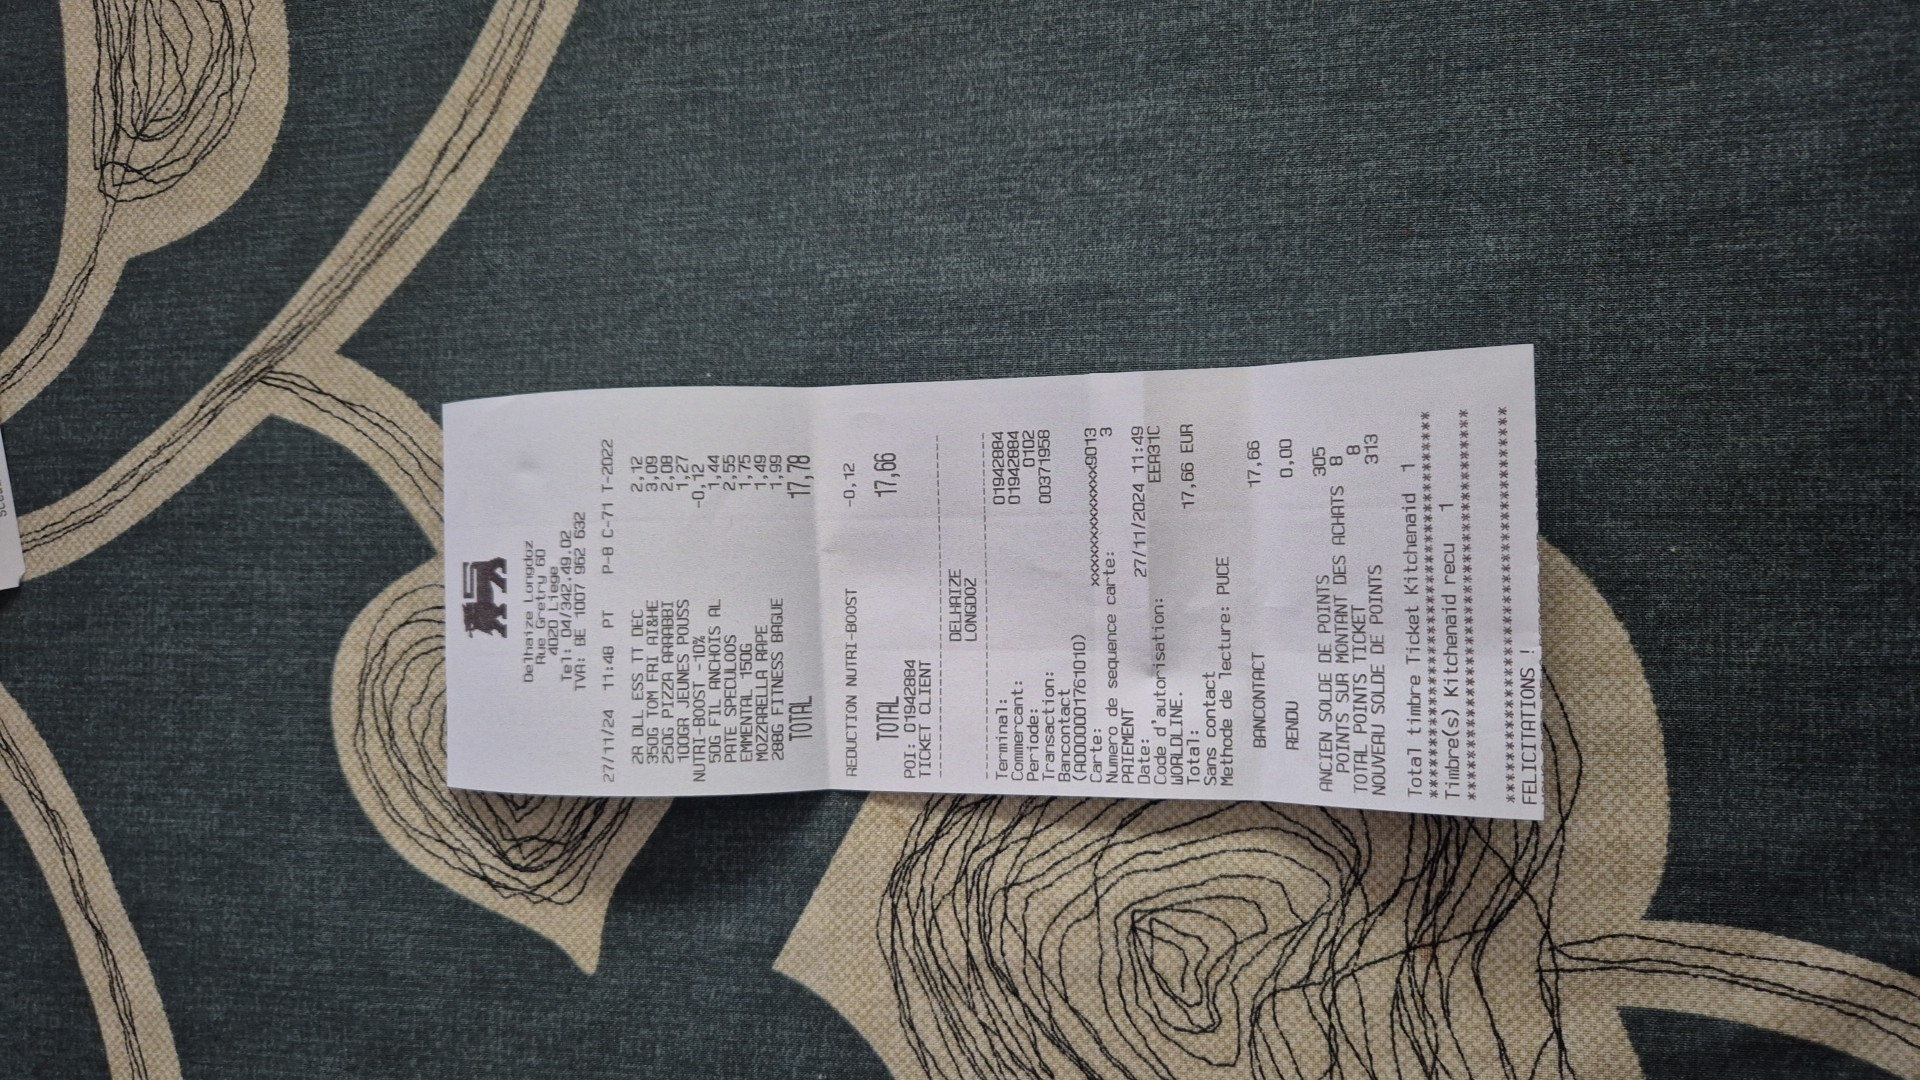 Delhaize Longdoz
Rue Gretry 60
4020 Liege
Tel: 04/342.49.02
TVA: BE 1007 962 632
27/11/24 11:48 PT P-8 C-71 T-2022
2R DLL ESS TT DEC 2,12
350G TOM FRI AI&HE 3,09
250G PIZZA ARRABBI 2,08
100GR JEUNES POUSS 1,27
NUTRI-BOOST -10% -0,12
50G FIL ANCHOIS AL 1,44
PATE SPECULOOS 2,55
EMMENTAL 150G 1,75
MOZZARELLA RAPE 1,49
288G FITNESS BAGUE 1,99
TOTAL 17,78
REDUCTION NUTRI-BOOST -0,12
TOTAL 17,66
POI: 01942884
TICKET CLIENT
DELHAIZE
LONGDOZ
Terminal: 01942884
Commercant: 01942884
Periode: 0102
Transaction: 00371958
Bancontact
(A0000001761010)
Carte: xxxxxxxxxxxxxxx9013
Numero de sequence carte: 3
PAIEMENT
Date: 27/11/2024 11:49
Code d'autorisation: EEA31C
WORLDLINE.
Total: 17,66 EUR
Sans contact
Methode de lecture: PUCE
BANCONTACT 17,66
RENDU 0,00
ANCIEN SOLDE DE POINTS 305
POINTS SUR MONTANT DES ACHATS 8
TOTAL POINTS TICKET 8
NOUVEAU SOLDE DE POINTS 313
Total timbre Ticket Kitchenaid 1
****************************************
Timbre(s) Kitchenaid recu 1
****************************************
****************************************
FELICITATIONS !